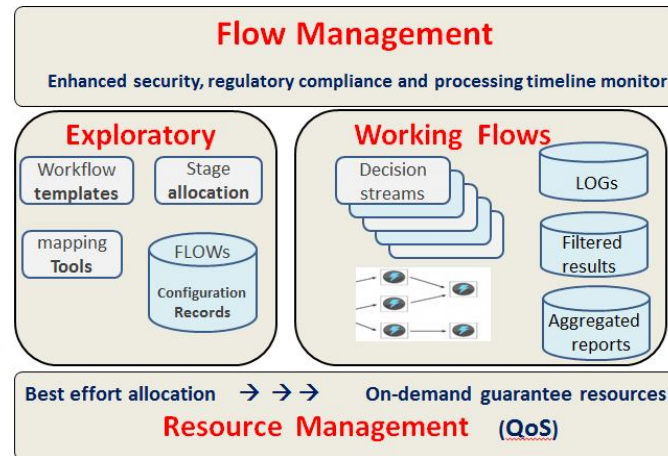 Flow Management
Enhanced security, regulatory compliance and processing timeline monitor
Exploratory
Workflow
templates
Stage
allocation
mapping
Tools
FLOWs
Configuration
Records
Working Flows
Decision
streams
LOGs
Filtered
results
Aggregated
reports
Best effort allocation → → → On-demand guarantee resources
Resource Management (QoS)